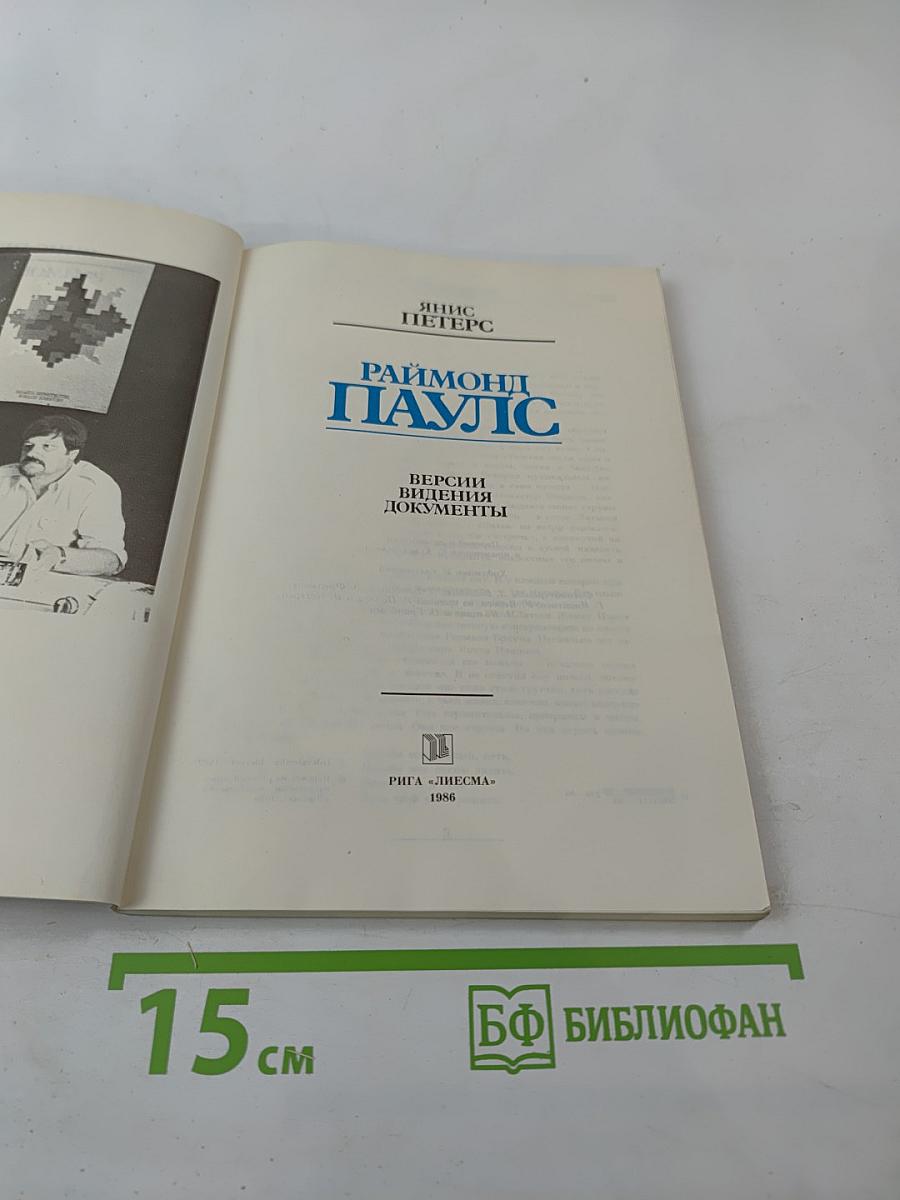 ЯНИС
ПЕТЕРС
РАЙМОНД
ПАУЛС
ВЕРСИИ
ВИДЕНИЯ
ДОКУМЕНТЫ
РИГА «ЛИЕСМА»
1986
15 см
БФ БИБЛИОФАН